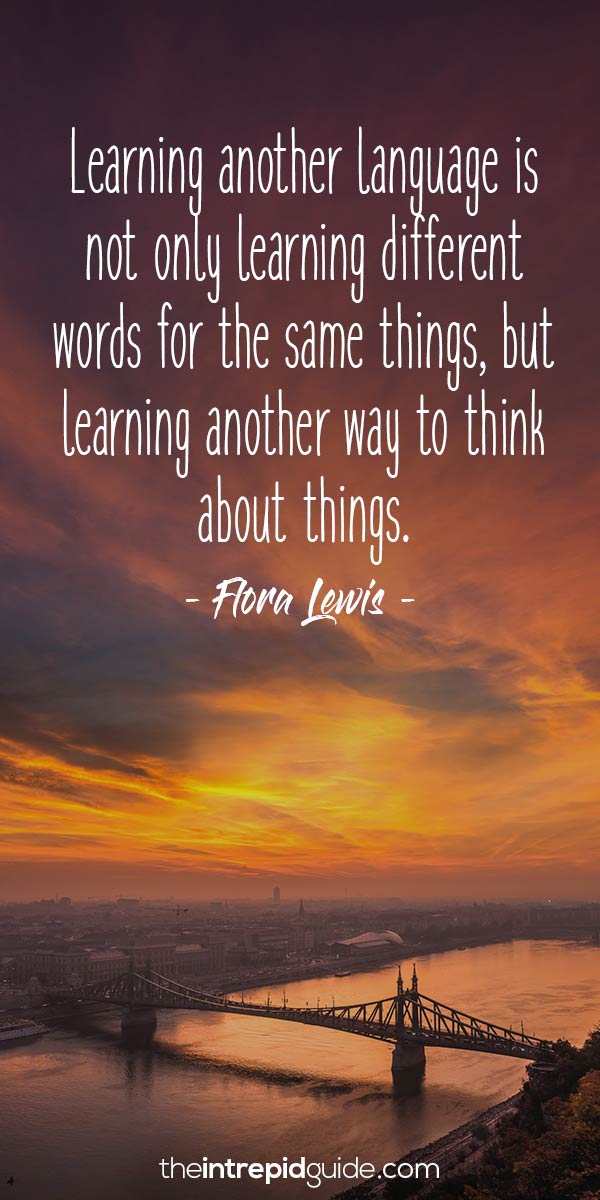 Learning another language is
not only learning different
words for the same things, but
learning another way to think
about things.
- Flora Lewis -
theintrepidguide.com